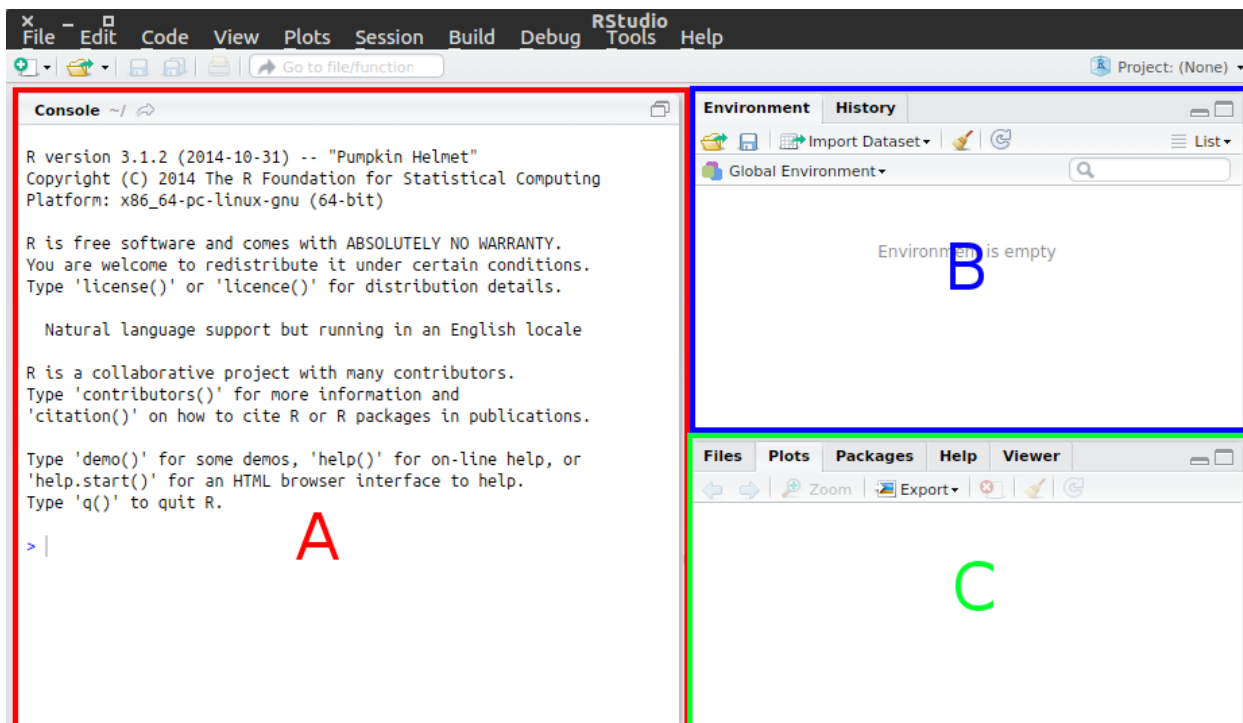 RStudio
File Edit Code View Plots Session Build Debug Tools Help
Go to file/function
Project: (None)
Console ~/
R version 3.1.2 (2014-10-31) -- "Pumpkin Helmet"
Copyright (C) 2014 The R Foundation for Statistical Computing
Platform: x86_64-pc-linux-gnu (64-bit)
R is free software and comes with ABSOLUTELY NO WARRANTY.
You are welcome to redistribute it under certain conditions.
Type 'license()' or 'licence()' for distribution details.
Natural language support but running in an English locale
R is a collaborative project with many contributors.
Type 'contributors()' for more information and
'citation()' on how to cite R or R packages in publications.
Type 'demo()' for some demos, 'help()' for on-line help, or
'help.start()' for an HTML browser interface to help.
Type 'q()' to quit R.
>
A
Environment History
Import Dataset List
Global Environment
Environment is empty
B
Files Plots Packages Help Viewer
Zoom Export
C